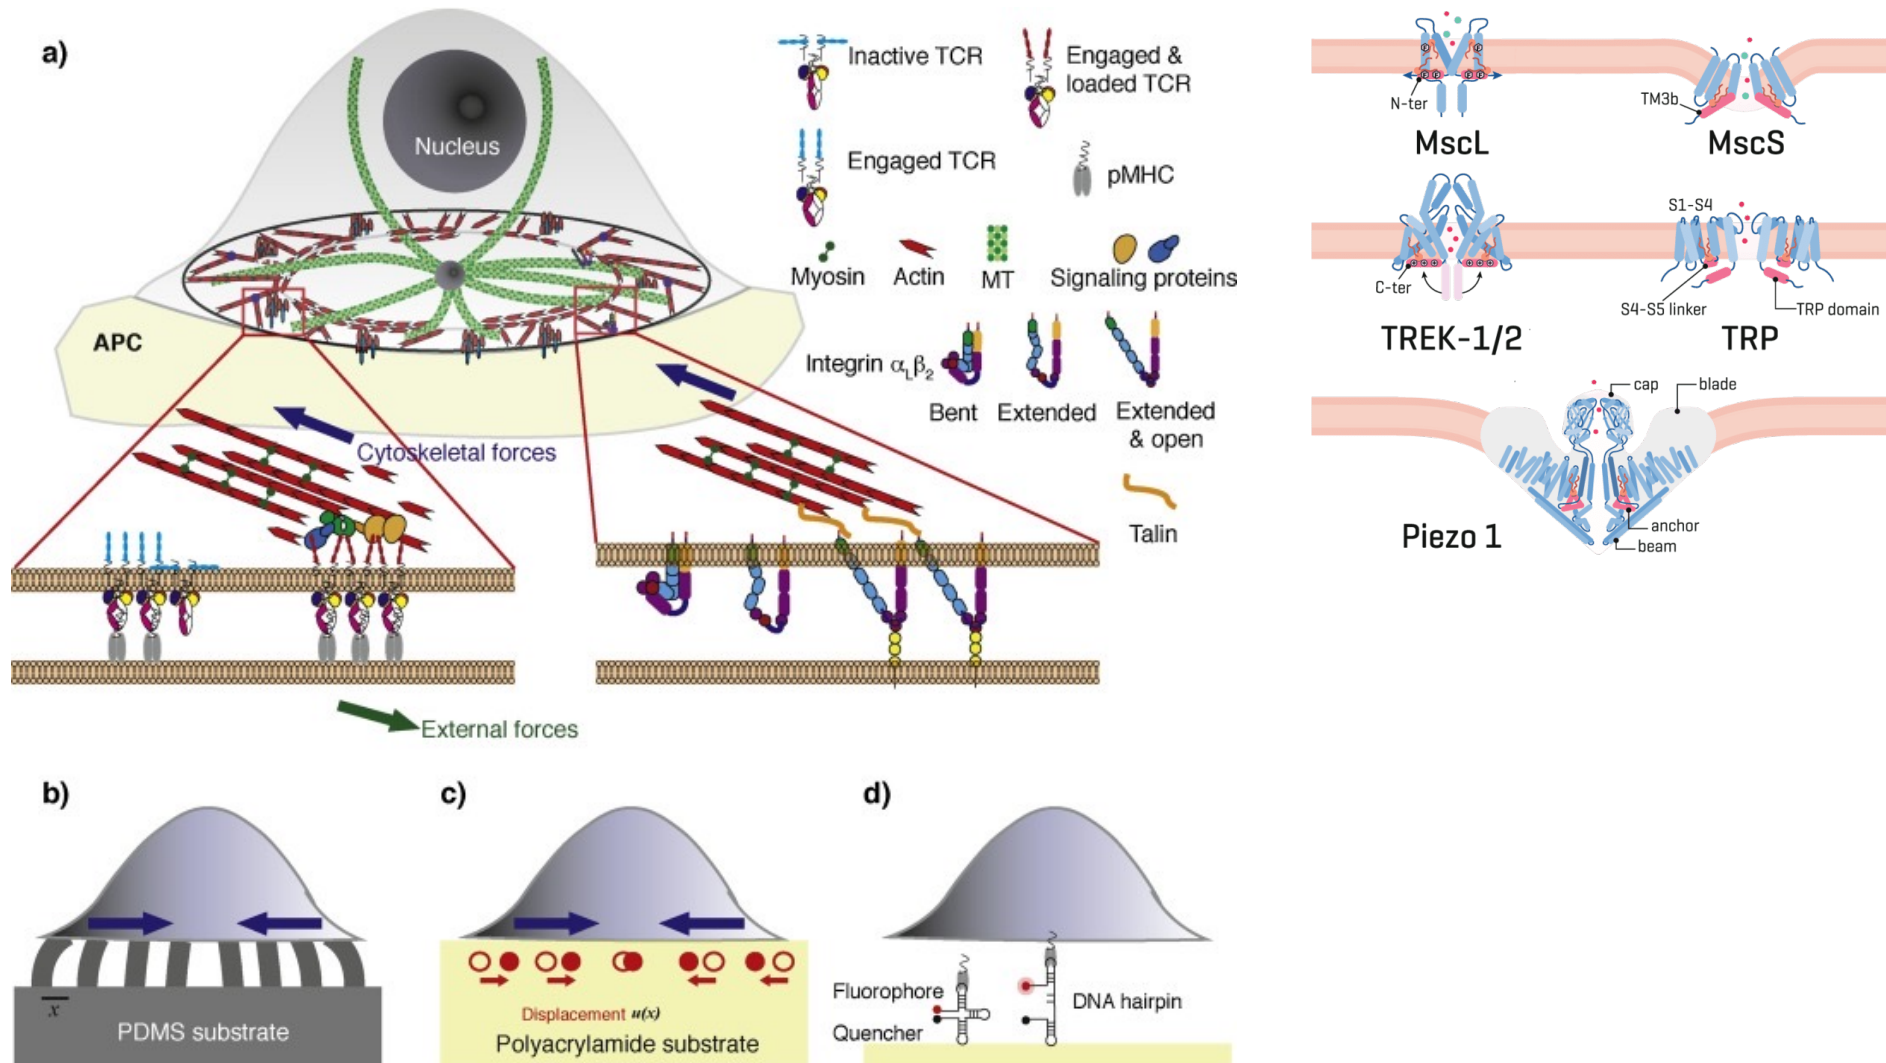 a)
Nucleus
APC
Inactive TCR
Engaged &
loaded TCR
Engaged TCR
pMHC
Myosin
Actin
MT
Signaling proteins
Integrin αLβ2
Bent
Extended
Extended
& open
Talin
Cytoskeletal forces
External forces
b)
x
PDMS substrate
c)
Displacement u(x)
Polyacrylamide substrate
d)
Fluorophore
Quencher
DNA hairpin
N-ter
MscL
TM3b
MscS
C-ter
TREK-1/2
S1-S4
S4-S5 linker
TRP domain
TRP
cap
blade
anchor
beam
Piezo 1